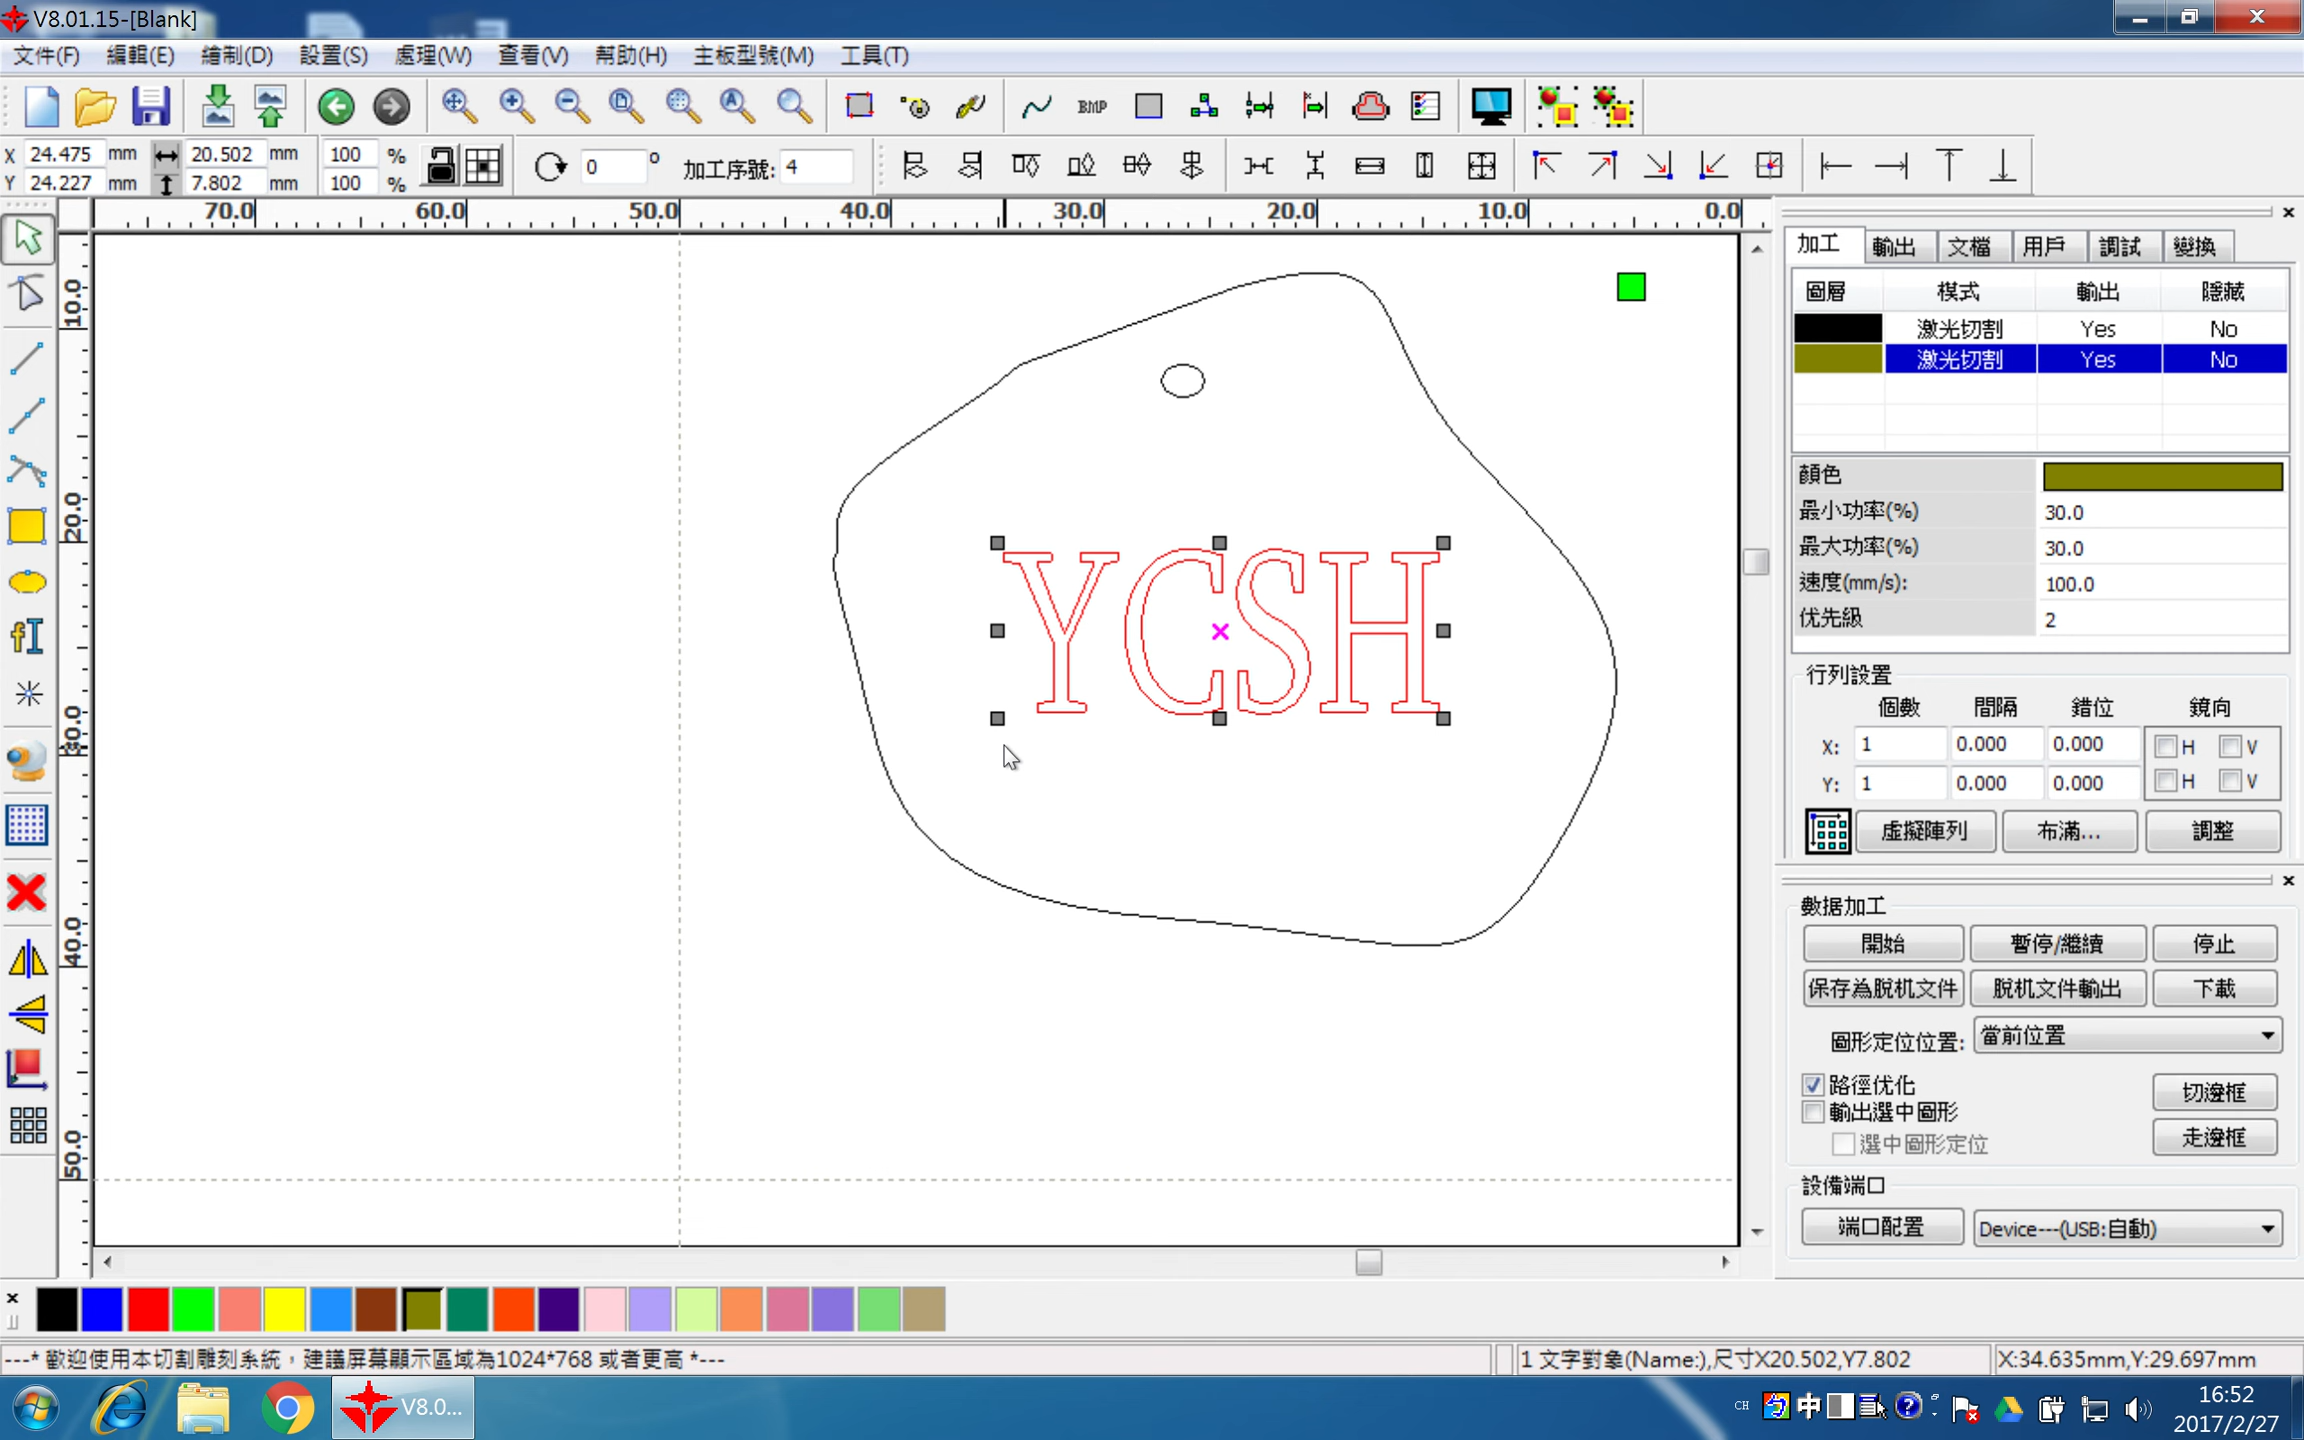 V8.01.15-[Blank]
文件(F) 編輯(E) 繪制(D) 設置(S) 處理(W) 查看(V) 幫助(H) 主板型號(M) 工具(T)
BMP
X 24.475 mm 20.502 mm 100 %
Y 24.227 mm 7.802 mm 100 %
0 ° 加工序號: 4
70.0 60.0 50.0 40.0 30.0 20.0 10.0 0.0
10.0
20.0
30.0
40.0
50.0
YCSH
加工 輸出 文檔 用戶 調試 變換
圖層 模式 輸出 隱藏
激光切割 Yes No
激光切割 Yes No
顏色
最小功率(%) 30.0
最大功率(%) 30.0
速度(mm/s): 100.0
优先級 2
行列設置
個數 間隔 錯位 鏡向
X: 1 0.000 0.000 H V
Y: 1 0.000 0.000 H V
虛擬陣列 布滿... 調整
數据加工
開始 暫停/繼續 停止
保存為脫机文件 脫机文件輸出 下載
圖形定位位置: 當前位置
路徑优化
輸出選中圖形
選中圖形定位
切邊框
走邊框
設備端口
端口配置 Device---(USB:自動)
---* 歡迎使用本切割雕刻系統，建議屏幕顯示區域為1024*768 或者更高 *---
1 文字對象(Name:),尺寸X20.502,Y7.802
X:34.635mm,Y:29.697mm
V8.0...
CH 中
16:52
2017/2/27